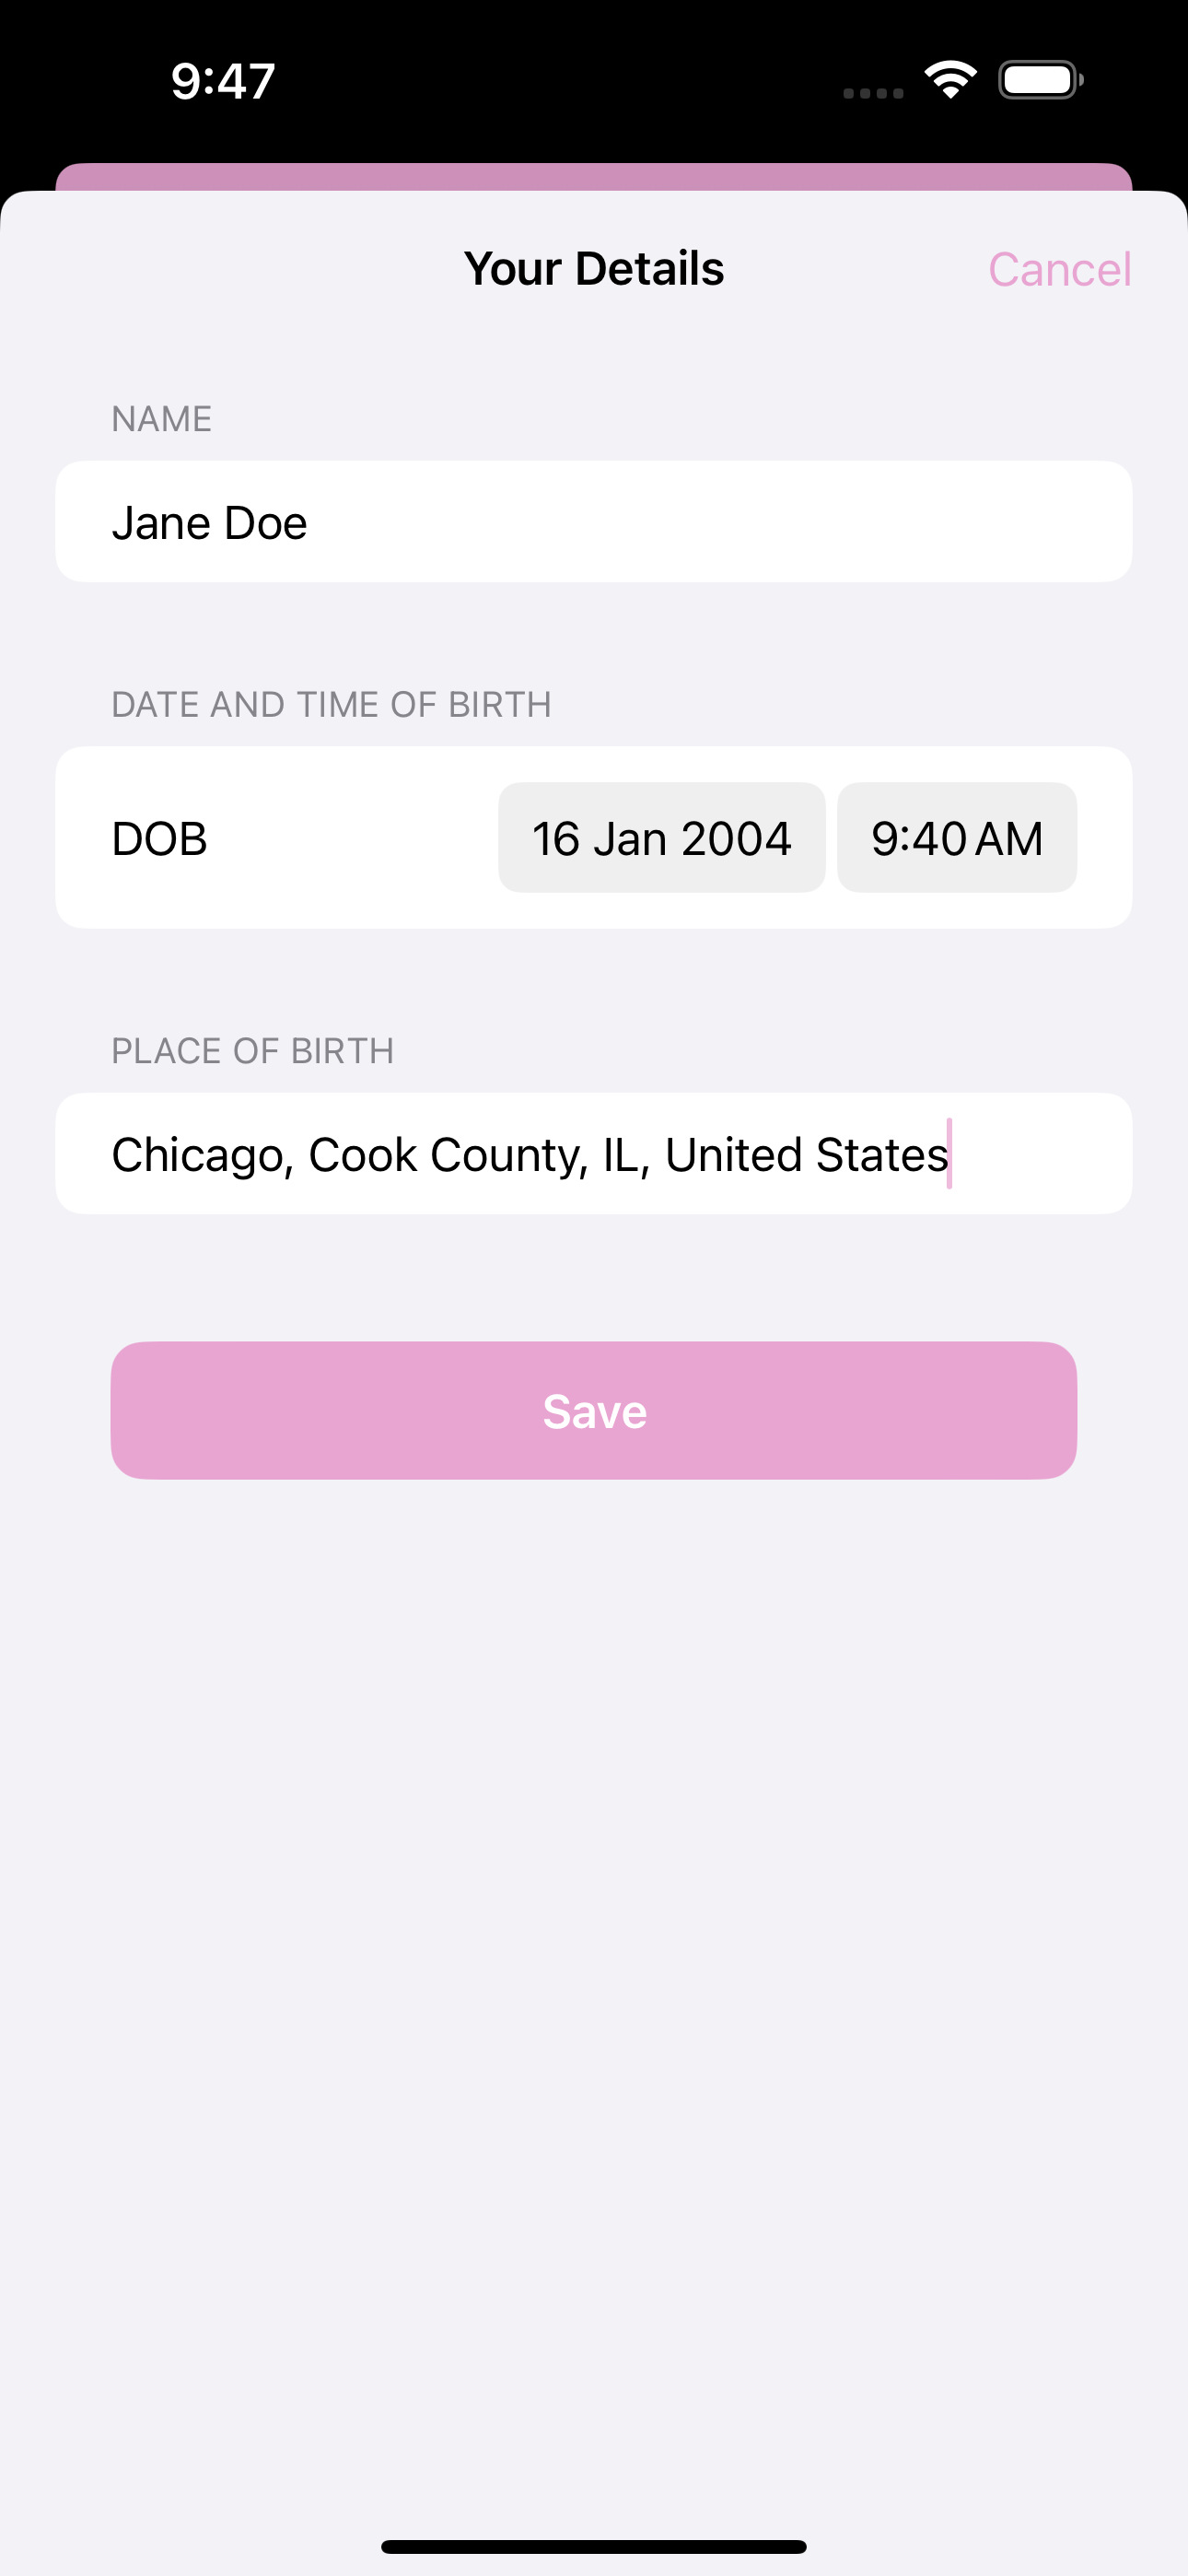 9:47
Your Details
Cancel
NAME
Jane Doe
DATE AND TIME OF BIRTH
DOB
16 Jan 2004
9:40 AM
PLACE OF BIRTH
Chicago, Cook County, IL, United States
Save